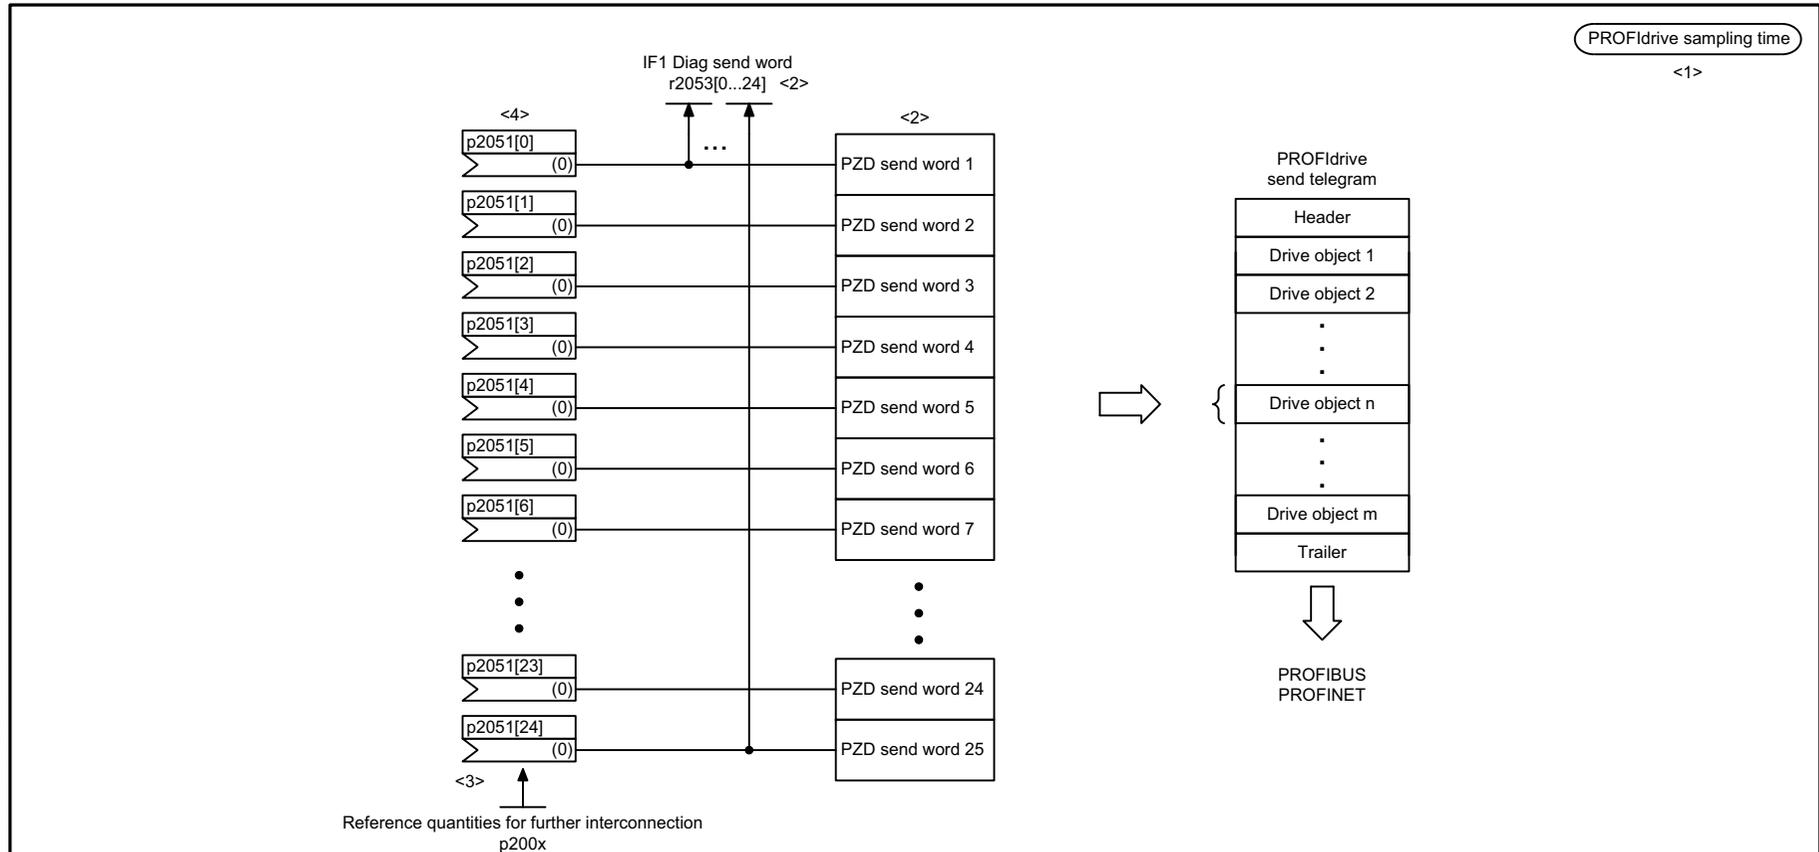 PROFIdrive sampling time
<1>
IF1 Diag send word
r2053[0...24] <2>
<4>
<2>
p2051[0]
(0)
PZD send word 1
p2051[1]
(0)
PZD send word 2
p2051[2]
(0)
PZD send word 3
p2051[3]
(0)
PZD send word 4
p2051[4]
(0)
PZD send word 5
p2051[5]
(0)
PZD send word 6
p2051[6]
(0)
PZD send word 7
p2051[23]
(0)
PZD send word 24
p2051[24]
(0)
PZD send word 25
<3>
Reference quantities for further interconnection
p200x
PROFIdrive
send telegram
Header
Drive object 1
Drive object 2
Drive object n
Drive object m
Trailer
PROFIBUS
PROFINET